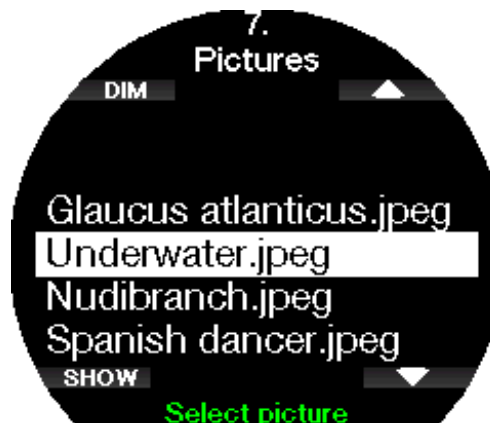 7.
Pictures
DIM
Glaucus atlanticus.jpeg
Underwater.jpeg
Nudibranch.jpeg
Spanish dancer.jpeg
SHOW
Select picture